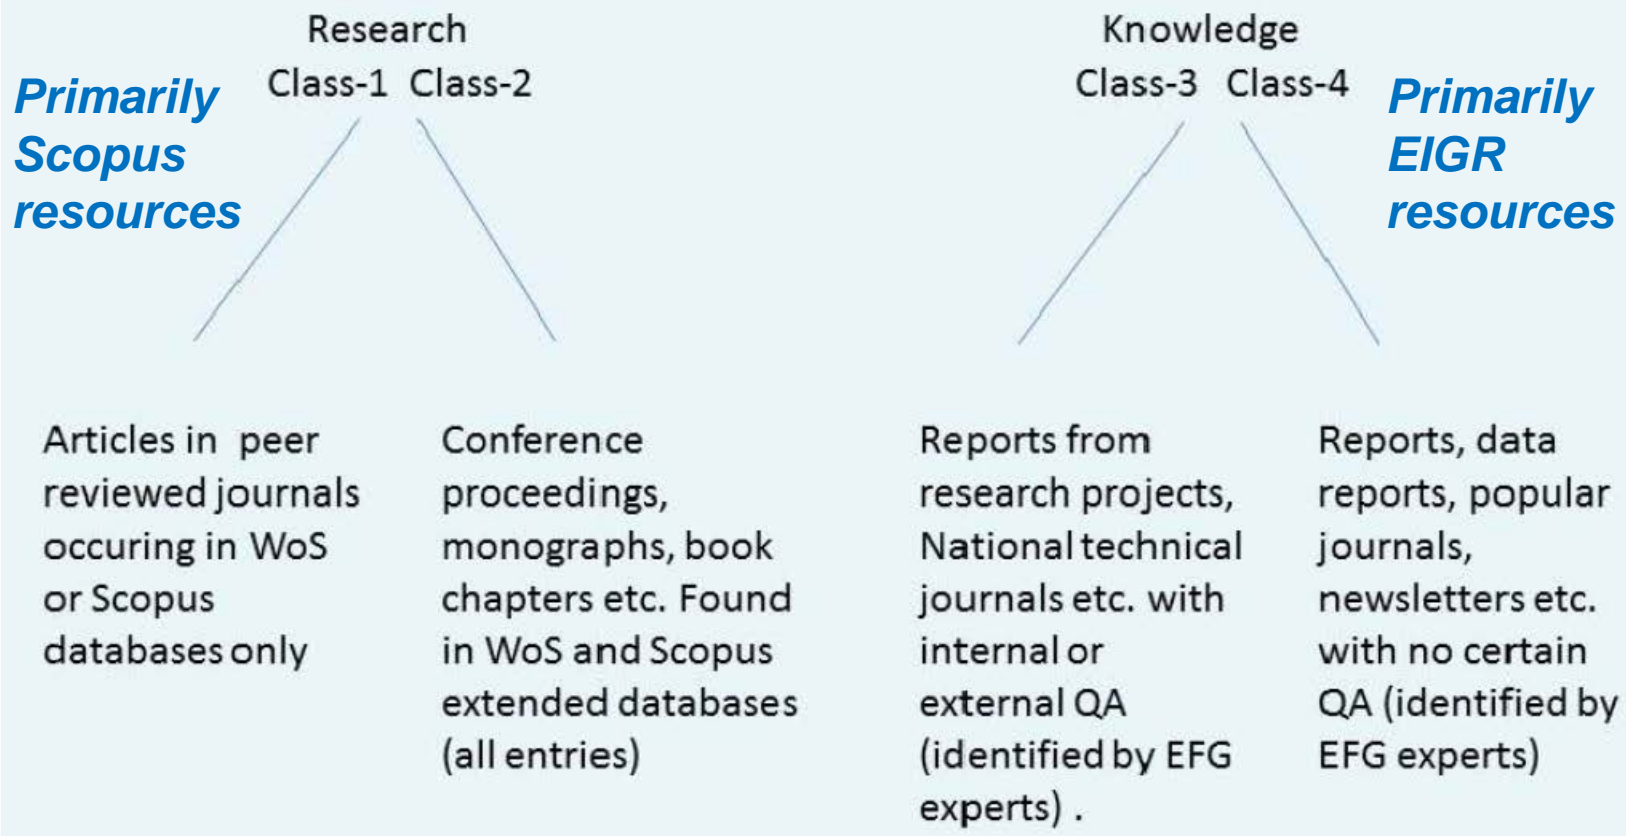 Research
Class-1 Class-2
Primarily
Scopus
resources
Knowledge
Class-3 Class-4
Primarily
EIGR
resources
Articles in peer
reviewed journals
occuring in WoS
or Scopus
databases only
Conference
proceedings,
monographs, book
chapters etc. Found
in WoS and Scopus
extended databases
(all entries)
Reports from
research projects,
National technical
journals etc. with
internal or
external QA
(identified by EFG
experts) .
Reports, data
reports, popular
journals,
newsletters etc.
with no certain
QA (identified by
EFG experts)